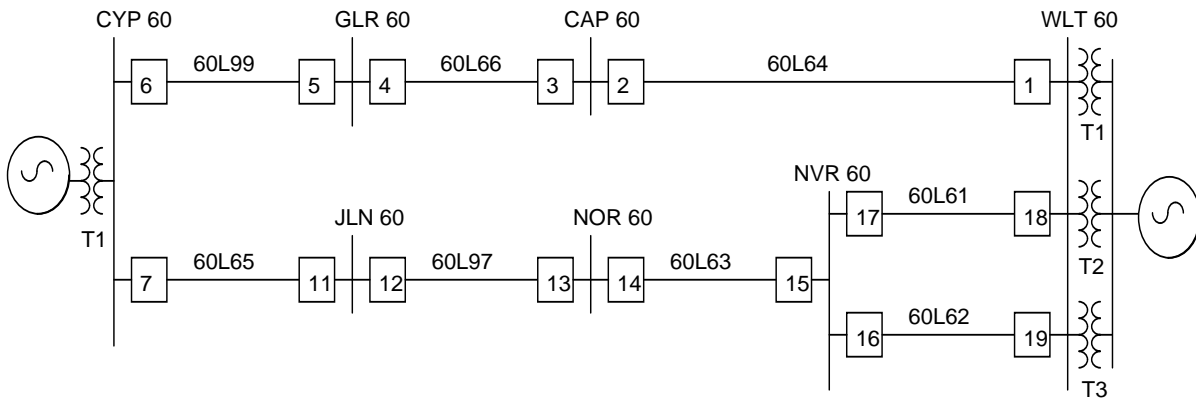 CYP 60 GLR 60 CAP 60 WLT 60
60L99 60L66 60L64
6 5 4 3 2 1
T1
NVR 60
60L61
17 18
T1 JLN 60 NOR 60
T2
60L65 60L97 60L63
7 11 12 13 14 15
60L62
16 19
T3